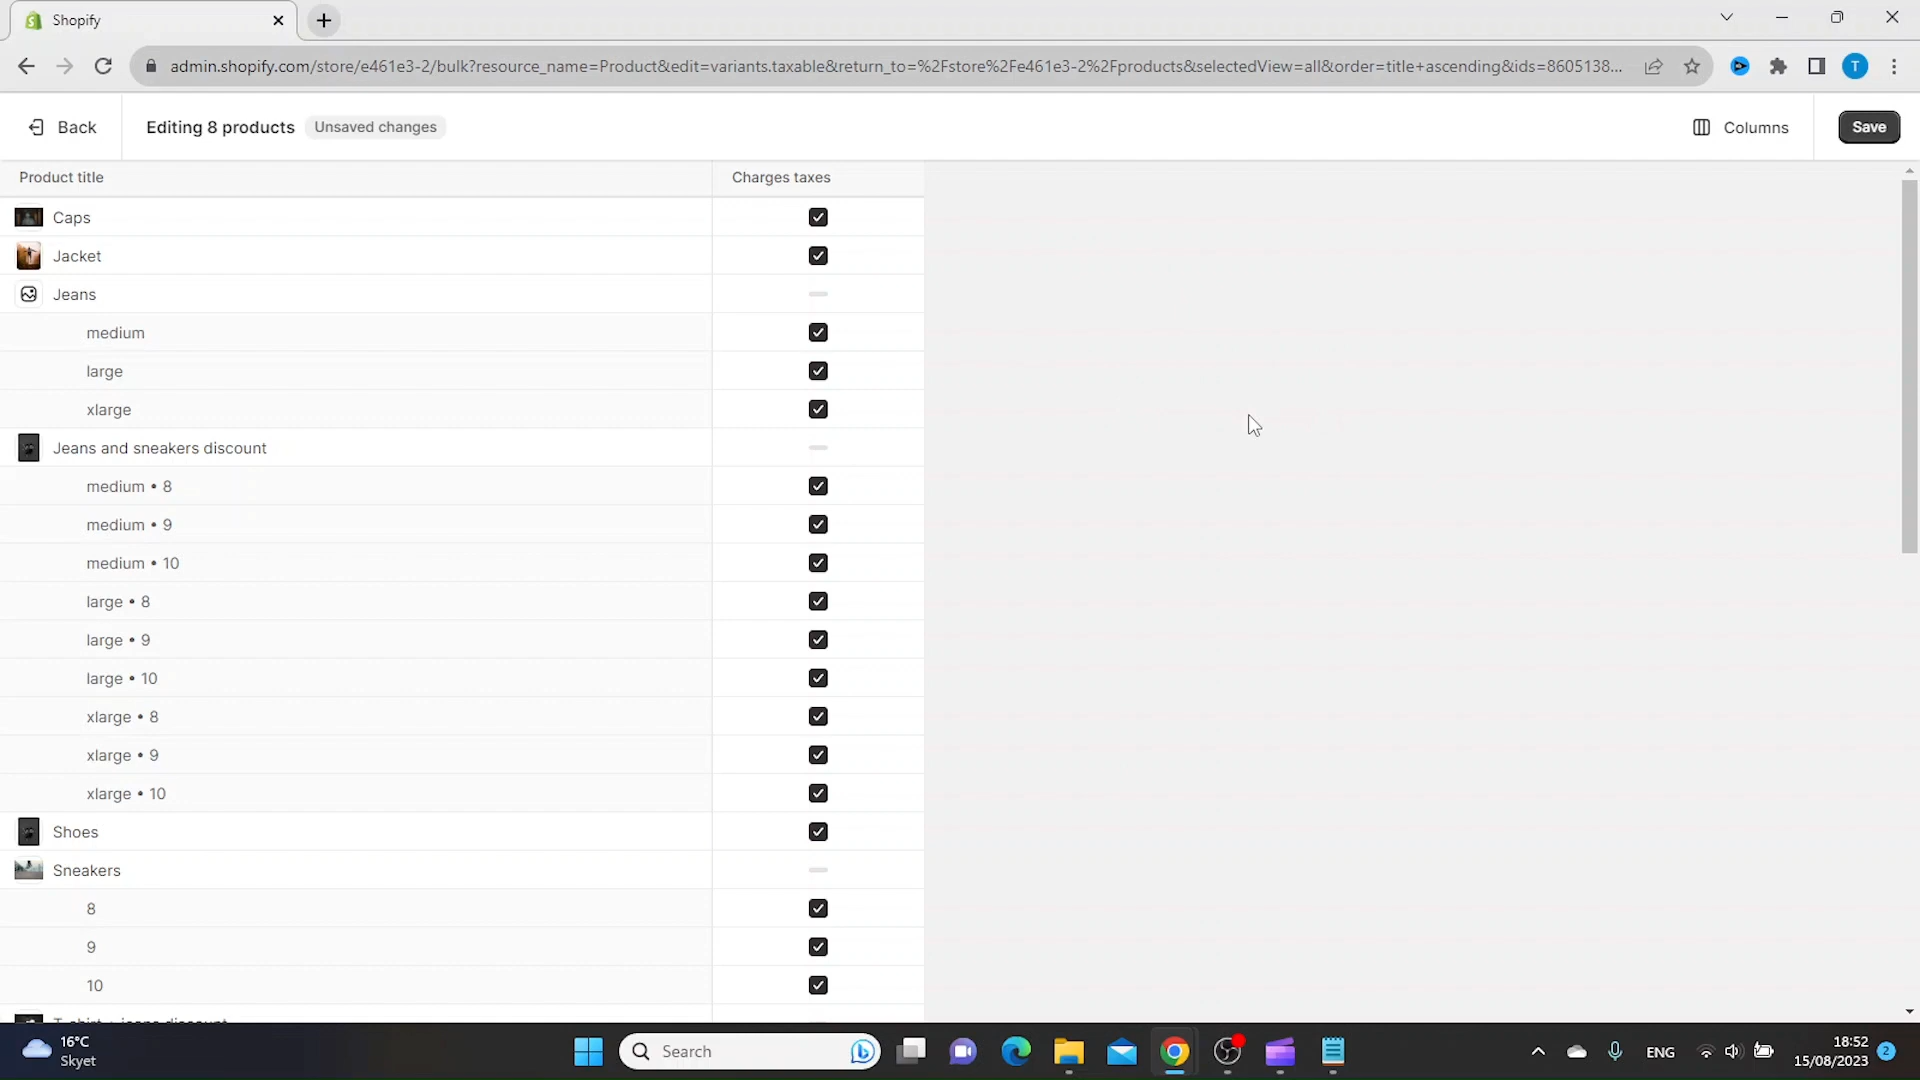 Shopify
admin.shopify.com/store/e461e3-2/bulk?resource_name=Product&edit=variants.taxable&return_to=%2Fstore%2Fe461e3-2%2Fproducts&selectedView=all&order=title+ascending&ids=8605138...
T
Back
Editing 8 products
Unsaved changes
Columns
Save
Product title
Charges taxes
Caps
Jacket
Jeans
medium
large
xlarge
Jeans and sneakers discount
medium • 8
medium • 9
medium • 10
large • 8
large • 9
large • 10
xlarge • 8
xlarge • 9
xlarge • 10
Shoes
Sneakers
8
9
10
16°C
Skyet
Search
ENG
18:52
15/08/2023
2